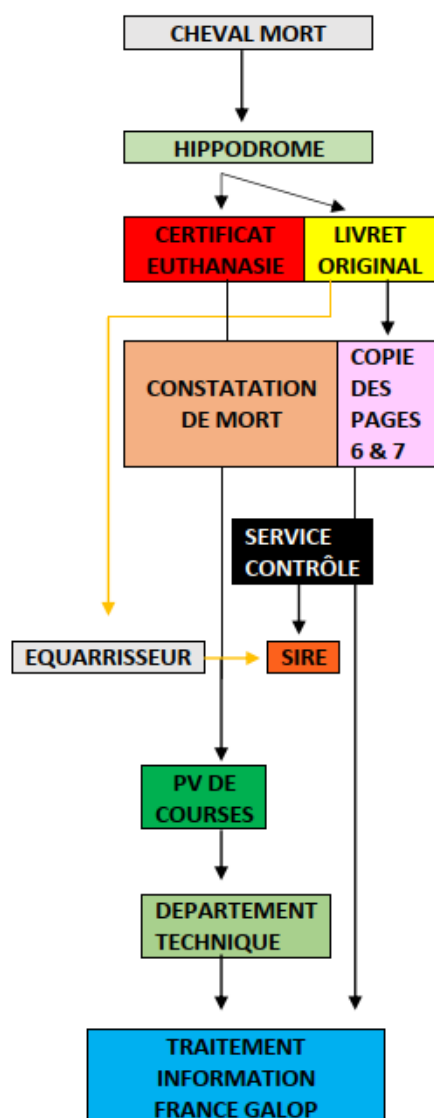 CHEVAL MORT
HIPPODROME
CERTIFICAT
EUTHANASIE
LIVRET
ORIGINAL
CONSTATATION
DE MORT
COPIE
DES
PAGES
6 & 7
SERVICE
CONTRÔLE
EQUARRISSEUR
SIRE
PV DE
COURSES
DEPARTEMENT
TECHNIQUE
TRAITEMENT
INFORMATION
FRANCE GALOP